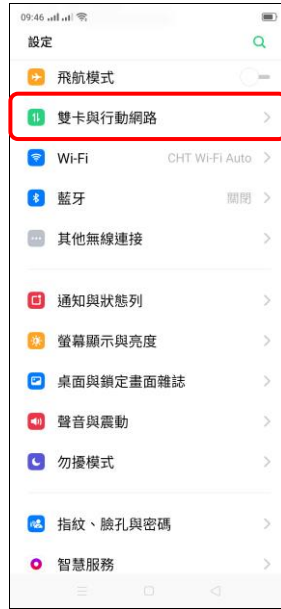 09:46
設定
飛航模式
雙卡與行動網路
Wi-Fi CHT Wi-Fi Auto
藍牙 關閉
其他無線連接
通知與狀態列
螢幕顯示與亮度
桌面與鎖定畫面雜誌
聲音與震動
勿擾模式
指紋、臉孔與密碼
智慧服務